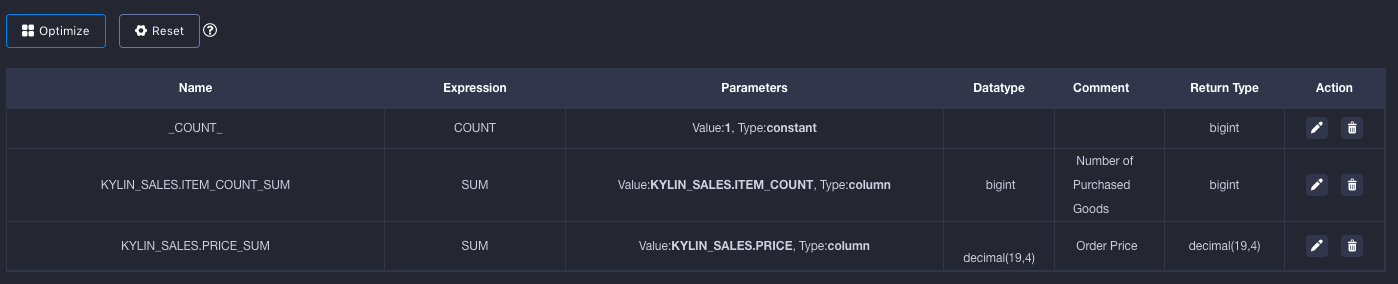 Optimize Reset ?
Name Expression Parameters Datatype Comment Return Type Action
_COUNT_ COUNT Value:1, Type:constant bigint
KYLIN_SALES.ITEM_COUNT_SUM SUM Value:KYLIN_SALES.ITEM_COUNT, Type:column bigint Number of Purchased Goods bigint
KYLIN_SALES.PRICE_SUM SUM Value:KYLIN_SALES.PRICE, Type:column decimal(19,4) Order Price decimal(19,4)